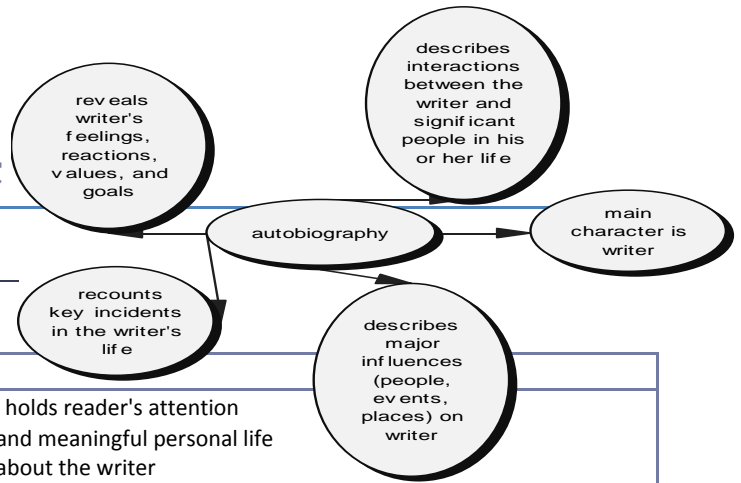 describes
interactions
between the
writer and
significant
people in his
or her life
reveals
writer's
feelings,
reactions,
values, and
goals
autobiography
main
character is
writer
recounts
key incidents
in the writer's
life
describes
major
influences
(people,
events,
places) on
writer
holds reader's attention
and meaningful personal life
about the writer